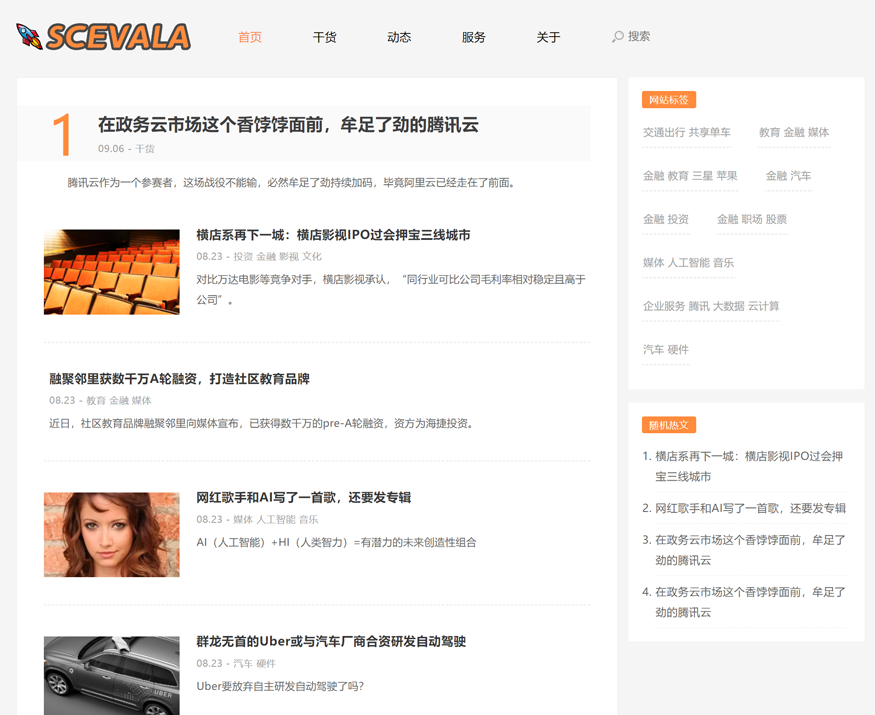 SCEVALA
首页 干货 动态 服务 关于 搜索
1
在政务云市场这个香饽饽面前，牟足了劲的腾讯云
09.06 - 干货
腾讯云作为一个参赛者，这场战役不能输，必然牟足了劲持续加码，毕竟阿里云已经走在了前面。
横店系再下一城：横店影视IPO过会押宝三线城市
08.23 - 投资 金融 影视 文化
对比万达电影等竞争对手，横店影视承认，“同行业可比公司毛利率相对稳定且高于
公司”。
融聚邻里获数千万A轮融资，打造社区教育品牌
08.23 - 教育 金融 媒体
近日，社区教育品牌融聚邻里向媒体宣布，已获得数千万的pre-A轮融资，资方为海捷投资。
网红歌手和AI写了一首歌，还要发专辑
08.23 - 媒体 人工智能 音乐
AI（人工智能）+HI（人类智力）=有潜力的未来创造性组合
群龙无首的Uber或与汽车厂商合资研发自动驾驶
08.23 - 汽车 硬件
Uber要放弃自主研发自动驾驶了吗？
UBER
网站标签
交通出行 共享单车 教育 金融 媒体
金融 教育 三星 苹果 金融 汽车
金融 投资 金融 职场 股票
媒体 人工智能 音乐
企业服务 腾讯 大数据 云计算
汽车 硬件
随机热文
1. 横店系再下一城：横店影视IPO过会押
宝三线城市
2. 网红歌手和AI写了一首歌，还要发专辑
3. 在政务云市场这个香饽饽面前，牟足了
劲的腾讯云
4. 在政务云市场这个香饽饽面前，牟足了
劲的腾讯云